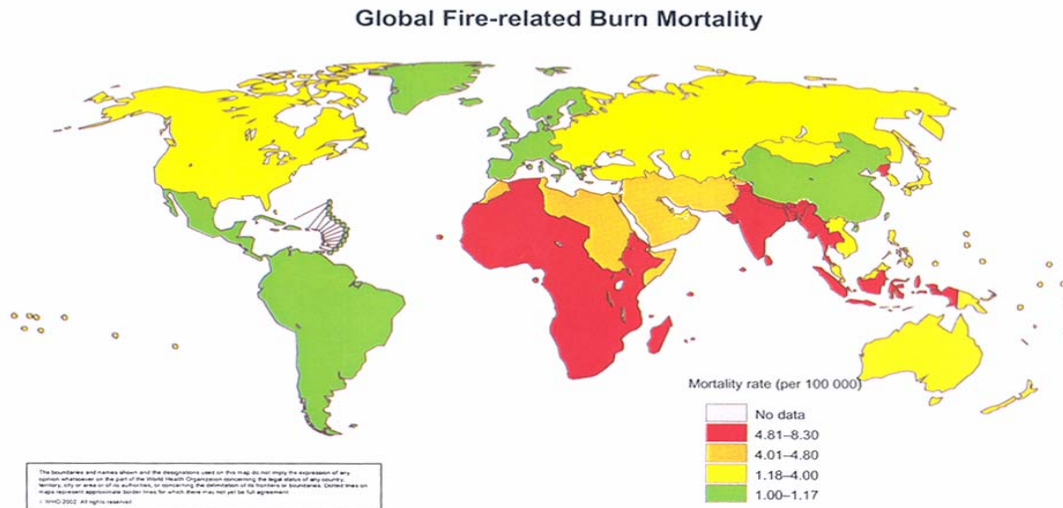 Global Fire-related Burn Mortality
Mortality rate (per 100 000)
No data
4.81–8.30
4.01–4.80
1.18–4.00
1.00–1.17
The boundaries and names shown and the designations used on this map do not imply the expression of any
opinion whatsoever on the part of the World Health Organization concerning the legal status of any country,
territory, city or area or of its authorities, or concerning the delimitation of its frontiers or boundaries. Dotted lines on
maps represent approximate border lines for which there may not yet be full agreement.
WHO 2002. All rights reserved